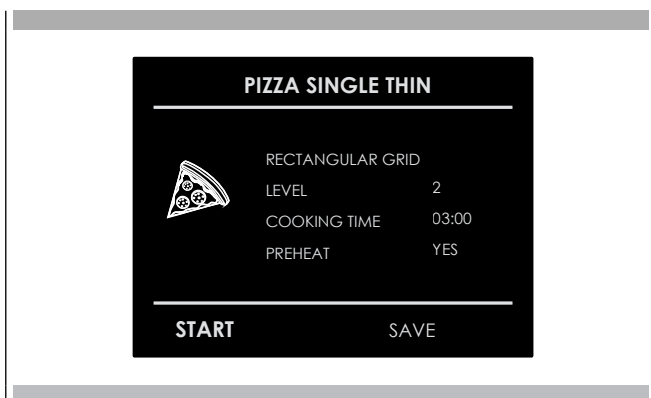 PIZZA SINGLE THIN
RECTANGULAR GRID
LEVEL 2
COOKING TIME 03:00
PREHEAT YES
START SAVE